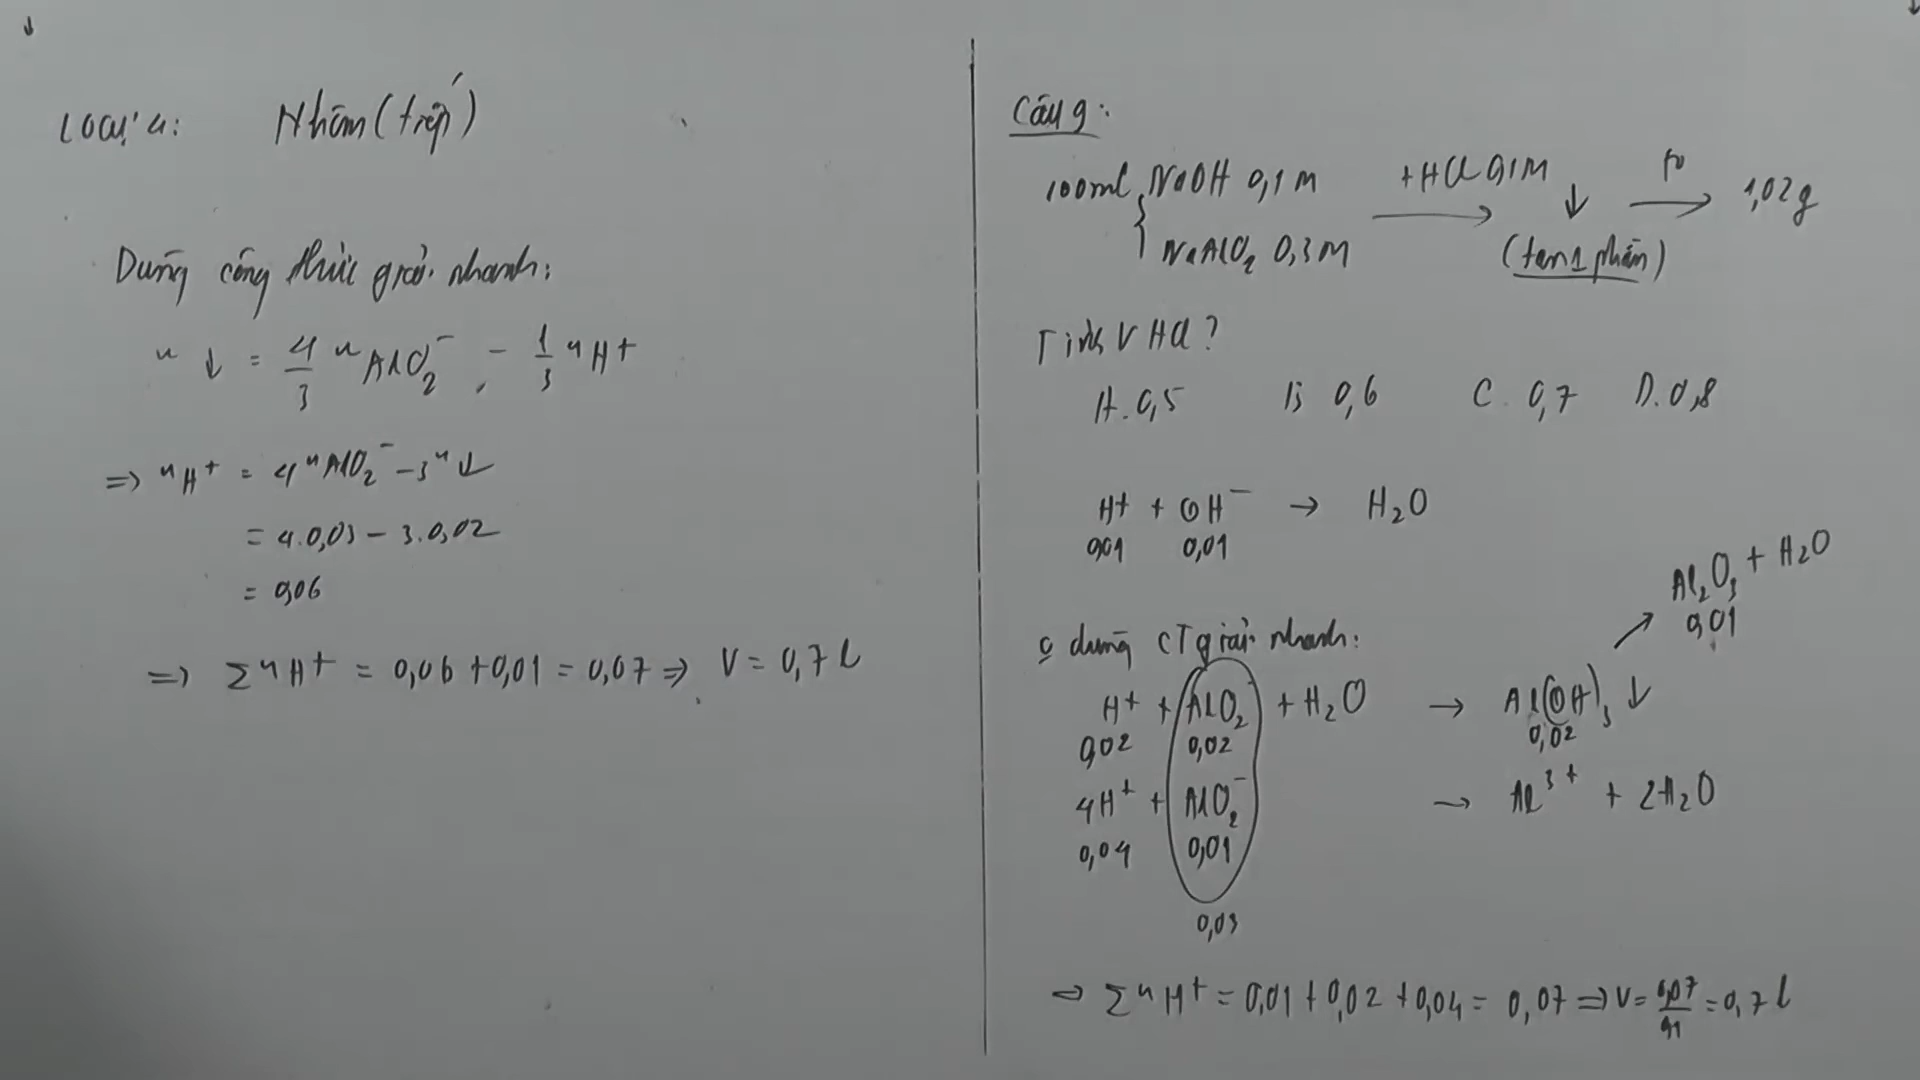 Loại 4: Nhôm (tiếp)
Dùng công thức giải nhanh:
n↓ = 4/3 nAlO₂⁻ - 1/3 nH⁺
=> nH⁺ = 4nAlO₂⁻ - 3n↓
= 4.0,03 - 3.0,02
= 0,06
=> ΣnH⁺ = 0,06 + 0,01 = 0,07 => V = 0,7 l
Câu 9:
100ml { NaOH 0,1M +HCl 0,1M → ↓ t⁰ → 1,02g
NaAlO₂ 0,3M (tan 1 phần)
Tính V HCl?
A. 0,5 B 0,6 C. 0,7 D. 0,8
H⁺ + OH⁻ → H₂O
0,01 0,01
Al₂O₃ + H₂O
0,01
dùng CT giải nhanh:
H⁺ + AlO₂⁻ + H₂O → Al(OH)₃ ↓
0,02 0,02 0,02
4H⁺ + AlO₂⁻ → Al³⁺ + 2H₂O
0,04 0,01
0,03
=> ΣnH⁺ = 0,01 + 0,02 + 0,04 = 0,07 => V = 0,07/0,1 = 0,7 l